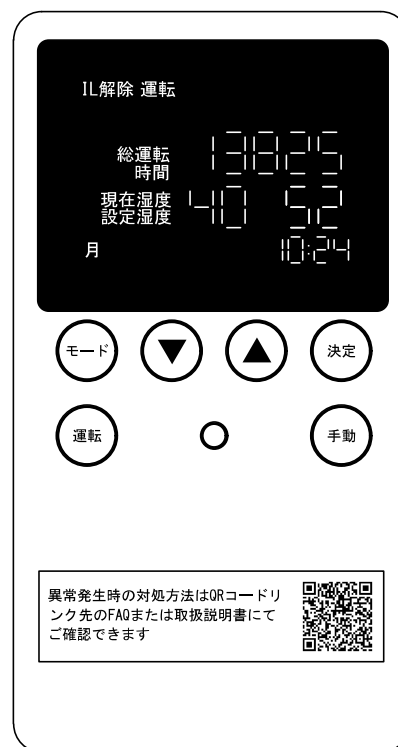 IL解除 運転
総運転
時間
13825
現在湿度
設定湿度
40 52
月 10:24
モード ▼ ▲ 決定
運転 手動
異常発生時の対処方法はQRコードリ
ンク先のFAQまたは取扱説明書にて
ご確認できます